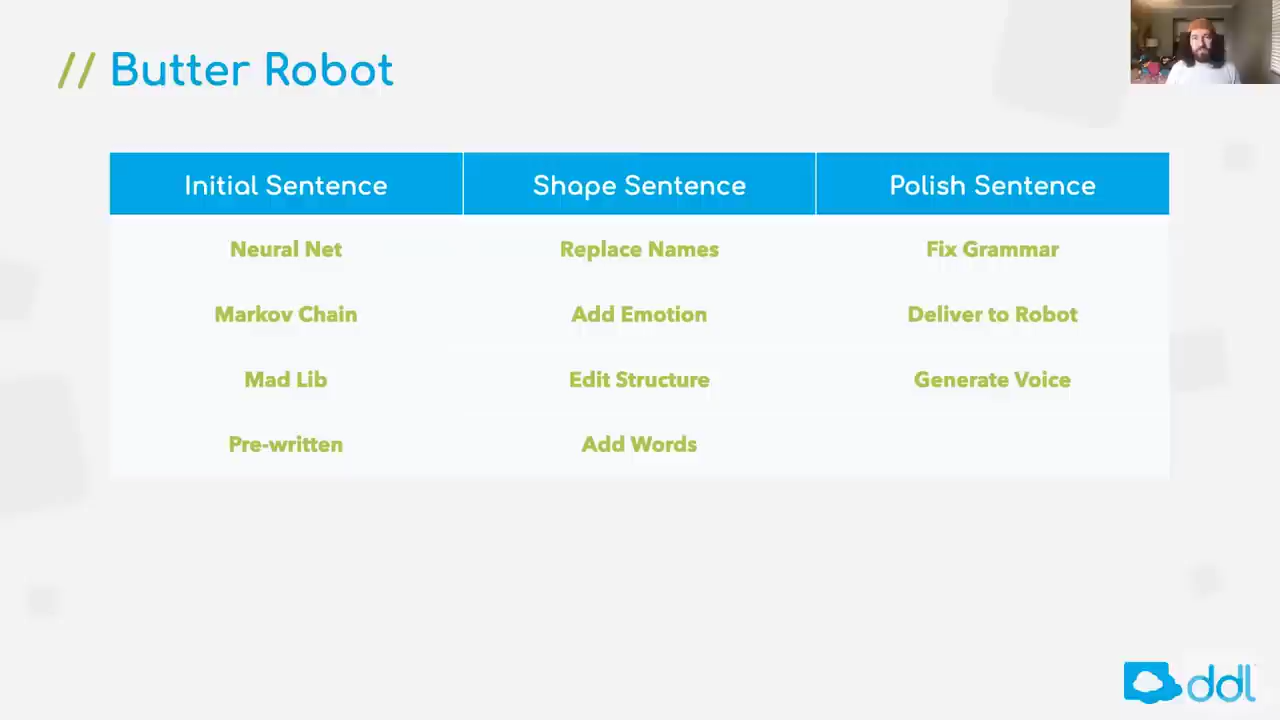 // Butter Robot
Initial Sentence Shape Sentence Polish Sentence
Neural Net Replace Names Fix Grammar
Markov Chain Add Emotion Deliver to Robot
Mad Lib Edit Structure Generate Voice
Pre-written Add Words
ddl